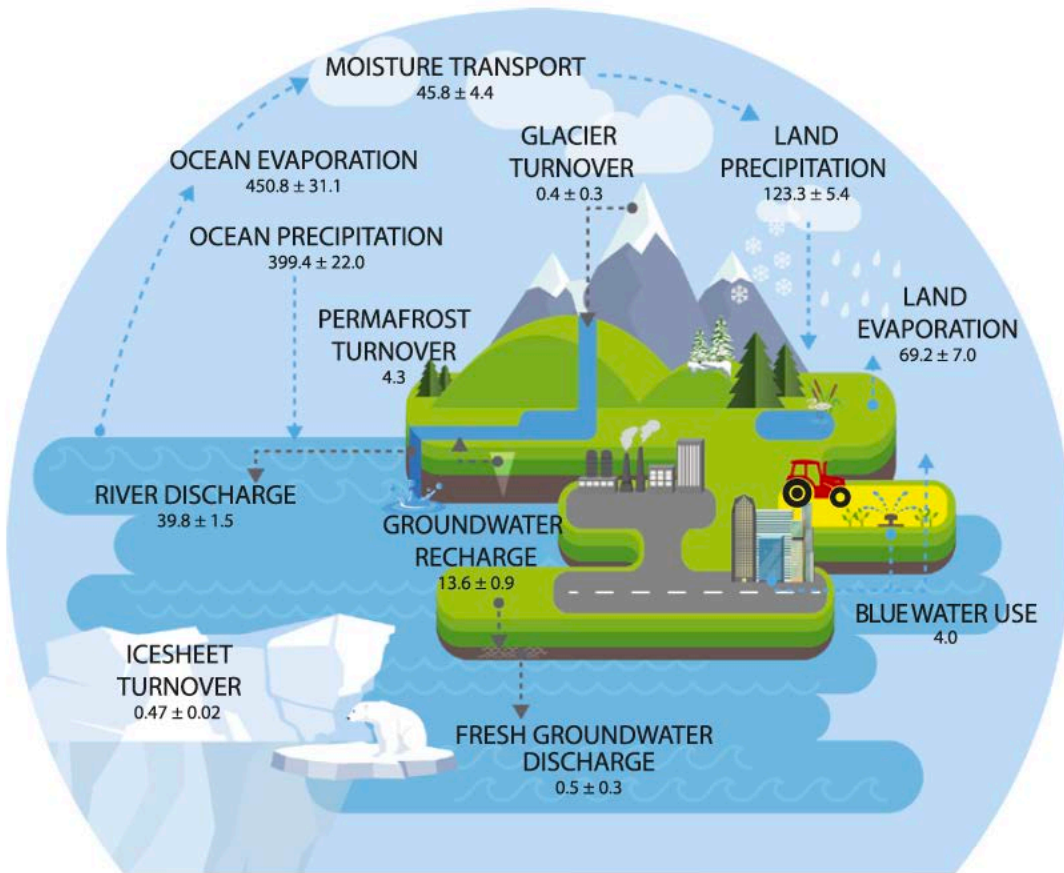 MOISTURE TRANSPORT
45.8 ± 4.4
OCEAN EVAPORATION
450.8 ± 31.1
GLACIER
TURNOVER
0.4 ± 0.3
LAND
PRECIPITATION
123.3 ± 5.4
OCEAN PRECIPITATION
399.4 ± 22.0
PERMAFROST
TURNOVER
4.3
LAND
EVAPORATION
69.2 ± 7.0
RIVER DISCHARGE
39.8 ± 1.5
GROUNDWATER
RECHARGE
13.6 ± 0.9
BLUE WATER USE
4.0
ICESHEET
TURNOVER
0.47 ± 0.02
FRESH GROUNDWATER
DISCHARGE
0.5 ± 0.3